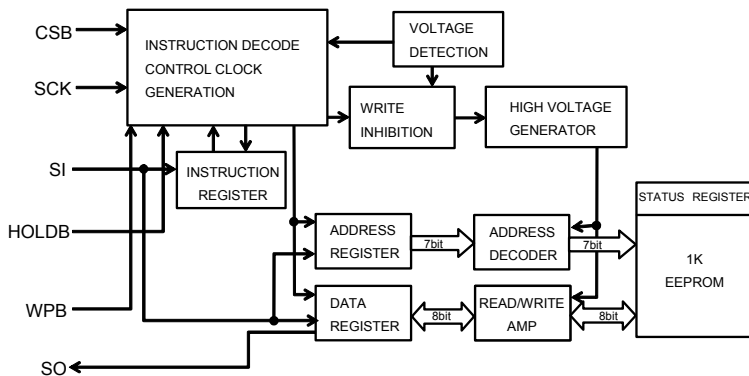 CSB
SCK
SI
HOLDB
WPB
SO
INSTRUCTION DECODE
CONTROL CLOCK
GENERATION
VOLTAGE
DETECTION
WRITE
INHIBITION
HIGH VOLTAGE
GENERATOR
INSTRUCTION
REGISTER
ADDRESS
REGISTER
7bit
ADDRESS
DECODER
7bit
DATA
REGISTER
8bit
READ/WRITE
AMP
8bit
STATUS REGISTER
1K
EEPROM